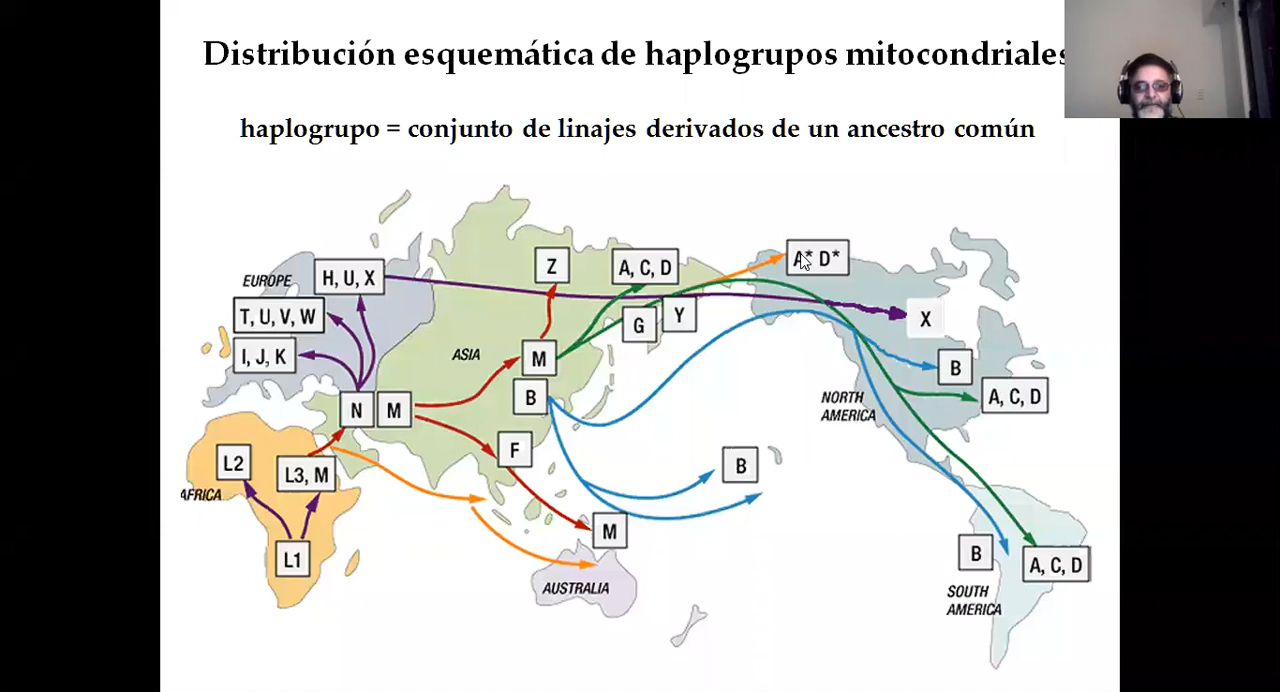 Distribución esquemática de haplogrupos mitocondriales
haplogrupo = conjunto de linajes derivados de un ancestro común
EUROPE
H, U, X
T, U, V, W
I, J, K
Z
A, C, D
A* D*
G
Y
X
ASIA
M
B
B
A, C, D
NORTH
AMERICA
N
M
F
B
L2
L3, M
AFRICA
L1
M
AUSTRALIA
B
A, C, D
SOUTH
AMERICA